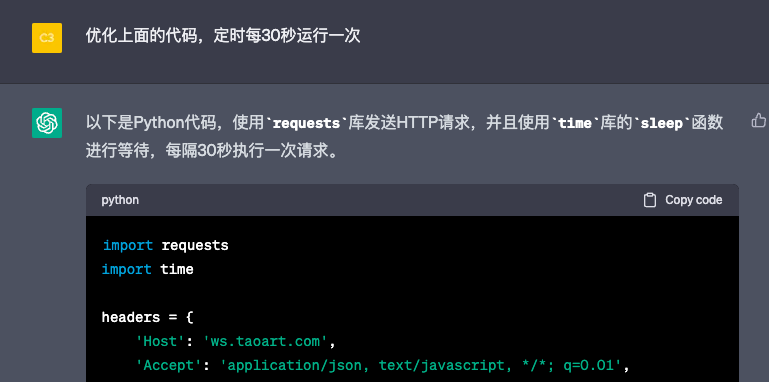 C3
优化上面的代码，定时每30秒运行一次
以下是Python代码，使用`requests`库发送HTTP请求，并且使用`time`库的`sleep`函数
进行等待，每隔30秒执行一次请求。
python Copy code
import requests
import time
headers = {
    'Host': 'ws.taoart.com',
    'Accept': 'application/json, text/javascript, */*; q=0.01',